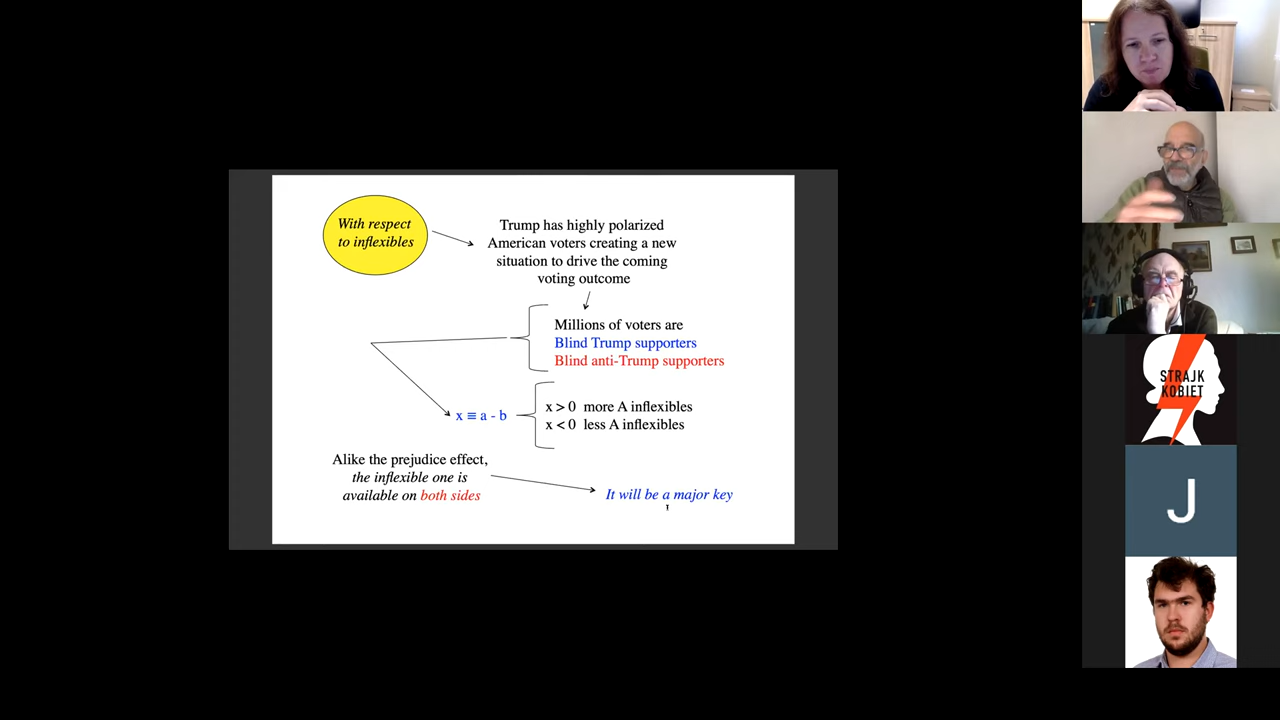 With respect
to inflexibles
Trump has highly polarized
American voters creating a new
situation to drive the coming
voting outcome
Millions of voters are
Blind Trump supporters
Blind anti-Trump supporters
x ≡ a - b
x > 0 more A inflexibles
x < 0 less A inflexibles
Alike the prejudice effect,
the inflexible one is
available on both sides
It will be a major key
STRAJK
KOBIET
J